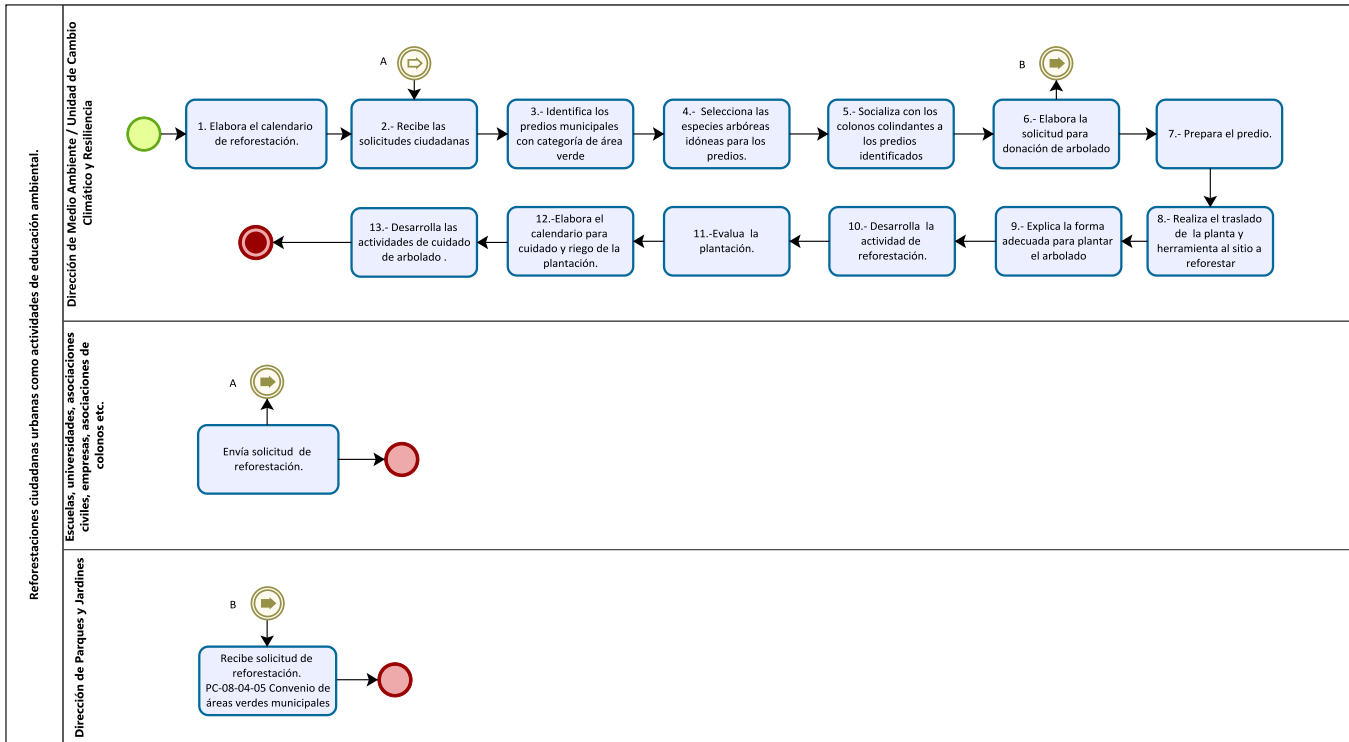 Reforestaciones ciudadanas urbanas como actividades de educación ambiental.
Dirección de Medio Ambiente / Unidad de Cambio
Climático y Resiliencia
A
B
1. Elabora el calendario
de reforestación.
2.- Recibe las
solicitudes ciudadanas
3.- Identifica los
predios municipales
con categoría de área
verde
4.- Selecciona las
especies arbóreas
idóneas para los
predios.
5.- Socializa con los
colonos colindantes a
los predios
identificados
6.- Elabora la
solicitud para
donación de arbolado
7.- Prepara el predio.
8.- Realiza el traslado
de la planta y
herramienta al sitio a
reforestar
9.- Explica la forma
adecuada para plantar
el arbolado
10.- Desarrolla la
actividad de
reforestación.
11.-Evalua la
plantación.
12.-Elabora el
calendario para
cuidado y riego de la
plantación.
13.- Desarrolla las
actividades de cuidado
de arbolado .
Escuelas, universidades, asociaciones
civiles, empresas, asociaciones de
colonos etc.
A
Envía solicitud de
reforestación.
Dirección de Parques y Jardines
B
Recibe solicitud de
reforestación.
PC-08-04-05 Convenio de
áreas verdes municipales